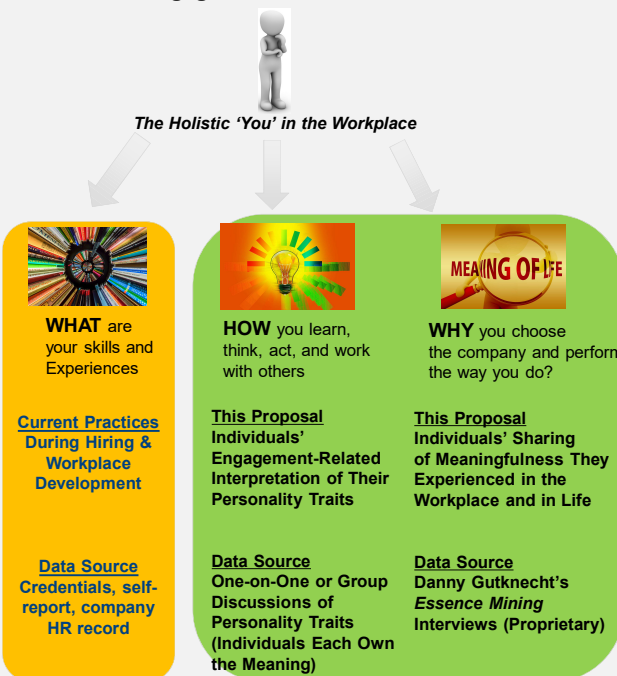 The Holistic ‘You’ in the Workplace
MEANING OF LIFE
WHAT are
your skills and
Experiences
Current Practices
During Hiring &
Workplace
Development
Data Source
Credentials, self-
report, company
HR record
HOW you learn,
think, act, and work
with others
This Proposal
Individuals’
Engagement-Related
Interpretation of Their
Personality Traits
Data Source
One-on-One or Group
Discussions of
Personality Traits
(Individuals Each Own
the Meaning)
WHY you choose
the company and perform
the way you do?
This Proposal
Individuals’ Sharing
of Meaningfulness They
Experienced in the
Workplace and in Life
Data Source
Danny Gutknecht’s
Essence Mining
Interviews (Proprietary)